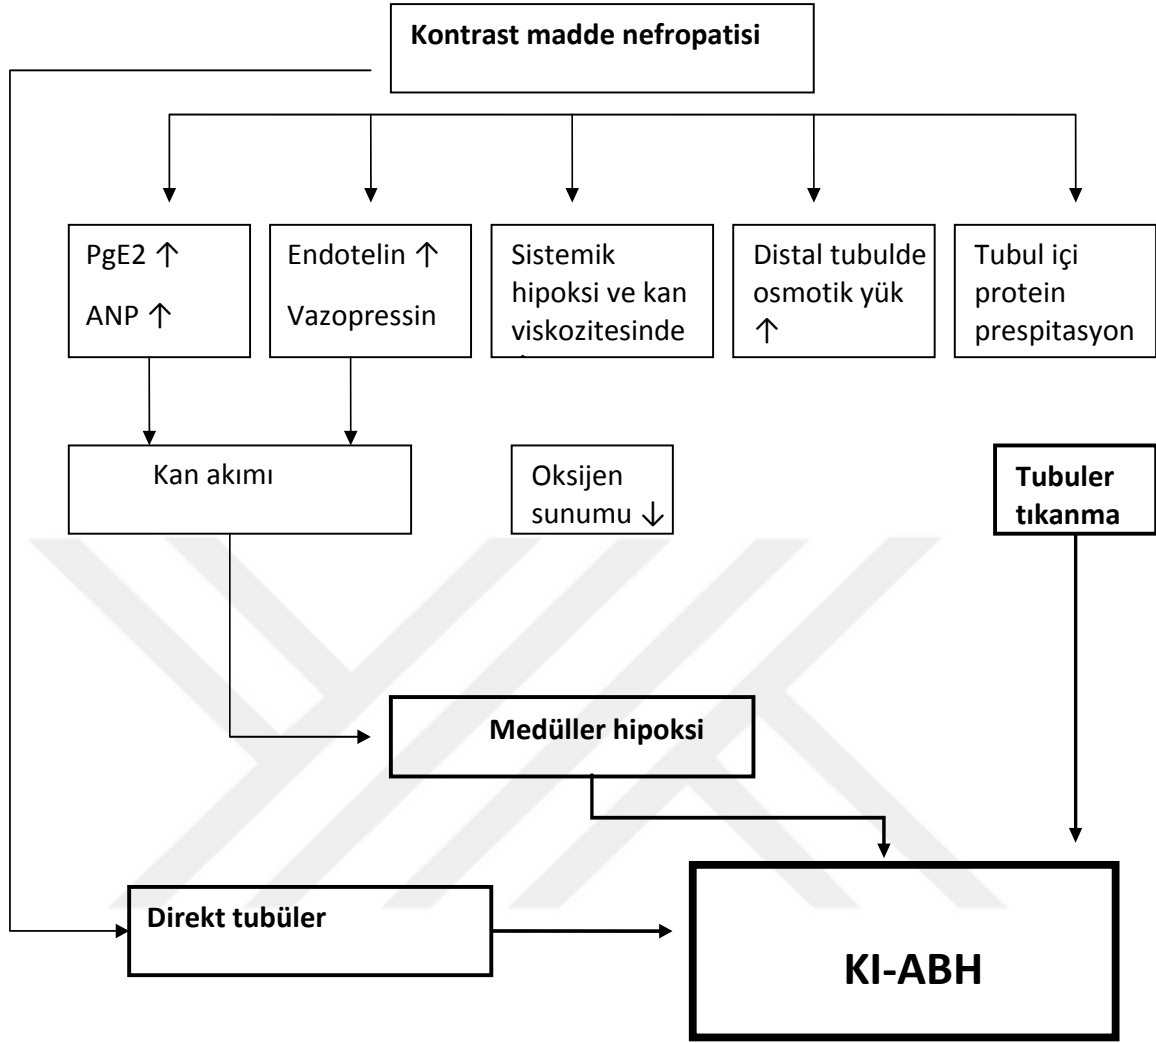 Kontrast madde nefropatisi
PgE2 ↑
ANP ↑
Endotelin ↑
Vazopressin
Sistemik
hipoksi ve kan
viskozitesinde
Distal tubulde
osmotik yük
↑
Tubul içi
protein
prespitasyon
Kan akımı
Oksijen
sunumu ↓
Tubuler
tıkanma
Medüller hipoksi
Direkt tubüler
KI-ABH